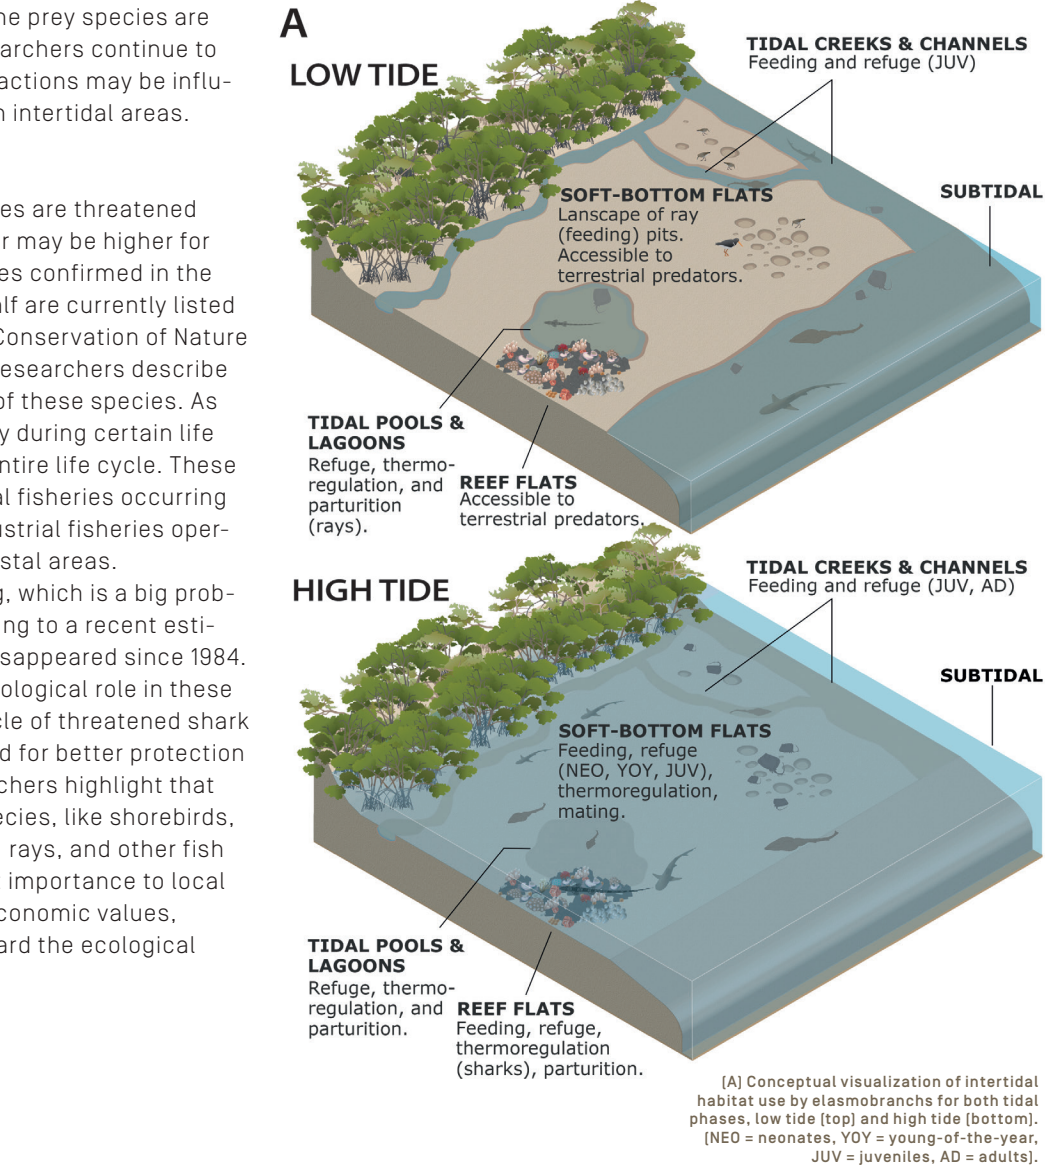 he prey species are
archers continue to
actions may be influ-
n intertidal areas.
es are threatened
r may be higher for
es confirmed in the
lf are currently listed
Conservation of Nature
esearchers describe
of these species. As
y during certain life
ntire life cycle. These
al fisheries occurring
ustrial fisheries oper-
stal areas.
g, which is a big prob-
ing to a recent esti-
sappeared since 1984.
ological role in these
cle of threatened shark
d for better protection
chers highlight that
ecies, like shorebirds,
rays, and other fish
importance to local
conomic values,
ard the ecological
A
LOW TIDE
TIDAL CREEKS & CHANNELS
Feeding and refuge (JUV)
SUBTIDAL
SOFT-BOTTOM FLATS
Lanscape of ray
(feeding) pits.
Accessible to
terrestrial predators.
TIDAL POOLS &
LAGOONS
Refuge, thermo-
regulation, and
parturition
(rays).
REEF FLATS
Accessible to
terrestrial predators.
HIGH TIDE
TIDAL CREEKS & CHANNELS
Feeding and refuge (JUV, AD)
SUBTIDAL
SOFT-BOTTOM FLATS
Feeding, refuge
(NEO, YOY, JUV),
thermoregulation,
mating.
TIDAL POOLS &
LAGOONS
Refuge, thermo-
regulation, and
parturition.
REEF FLATS
Feeding, refuge,
thermoregulation
(sharks), parturition.
[A] Conceptual visualization of intertidal
habitat use by elasmobranchs for both tidal
phases, low tide [top] and high tide [bottom].
[NEO = neonates, YOY = young-of-the-year,
JUV = juveniles, AD = adults].